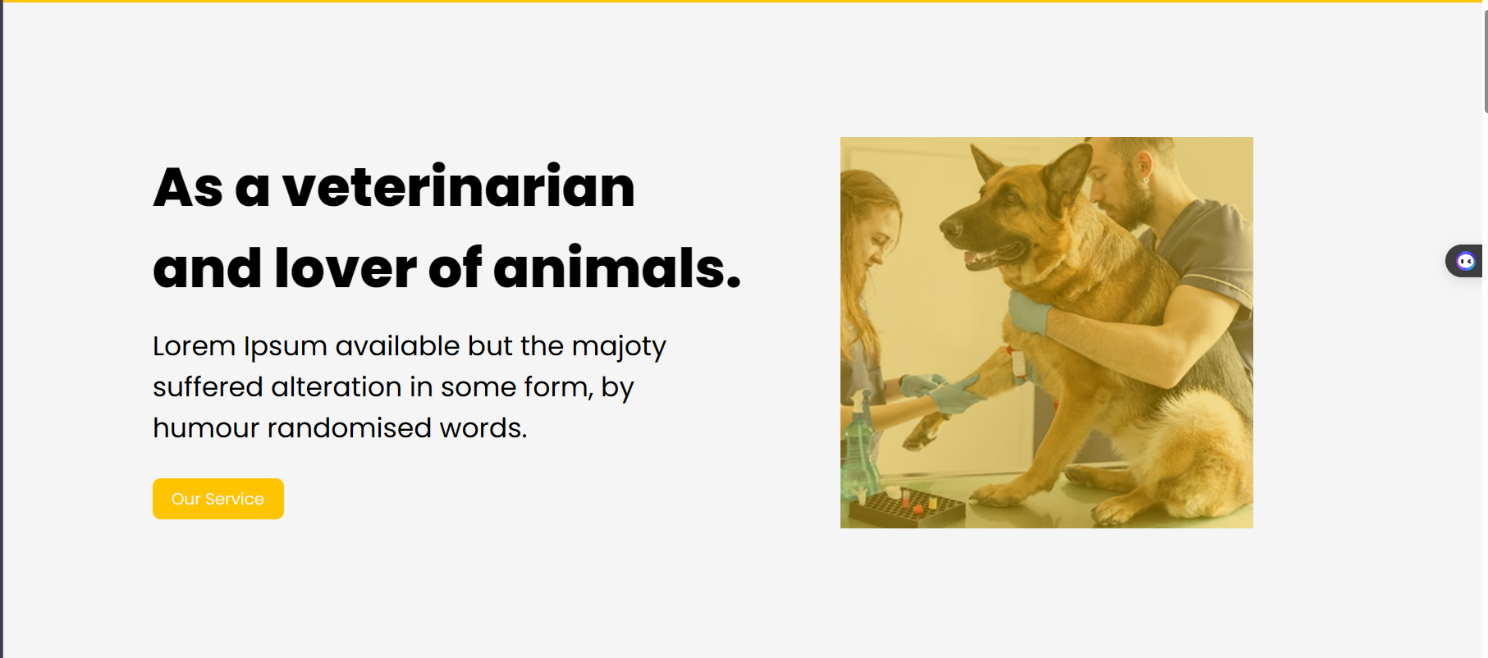 As a veterinarian
and lover of animals.
Lorem Ipsum available but the majoty
suffered alteration in some form, by
humour randomised words.
Our Service